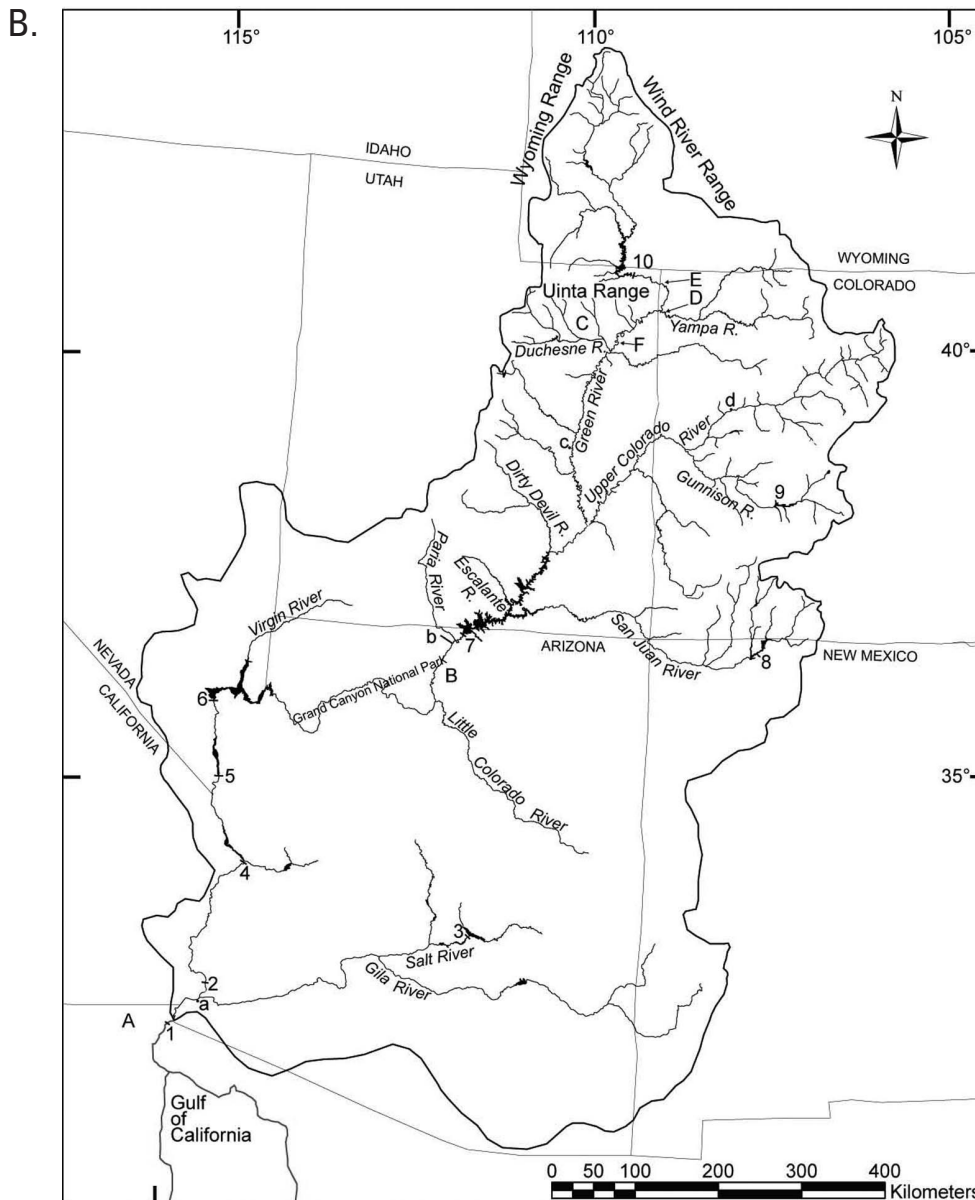 B.
115°
110°
105°
N
Wyoming Range
Wind River Range
IDAHO
UTAH
WYOMING
COLORADO
10
E
Uinta Range
D
C
Yampa R.
F
Duchesne R.
40°
Green River
d
c
Upper Colorado River
Dirty Devil R.
Gunnison R.
9
Paria River
Escalante R.
Virgin River
San Juan River
b
7
ARIZONA
8
NEW MEXICO
NEVADA
CALIFORNIA
Grand Canyon National Park
B
6
Little Colorado River
5
35°
4
3
Salt River
Gila River
2
a
A
1
Gulf
of
California
0 50 100 200 300 400
Kilometers